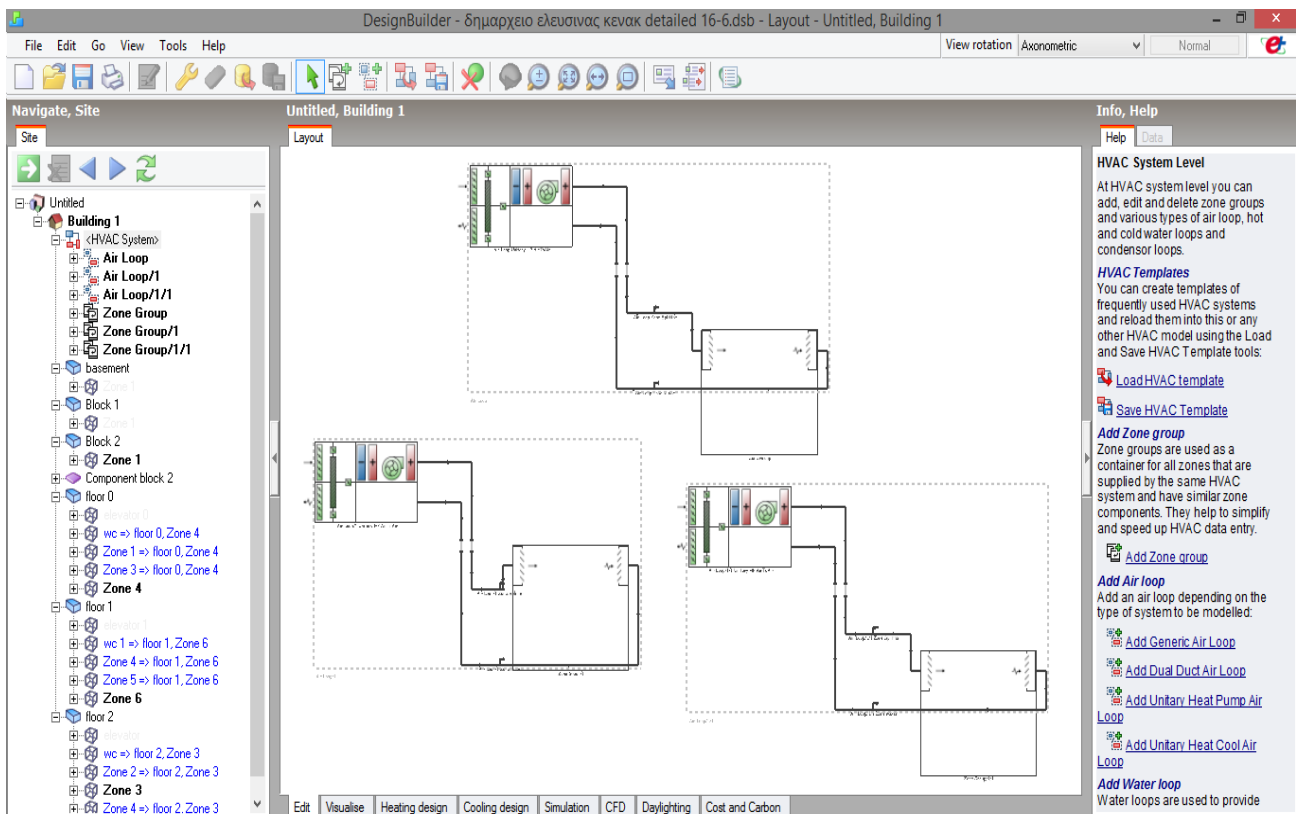 DesignBuilder - δημαρχειο ελευσινας κενακ detailed 16-6.dsb - Layout - Untitled, Building 1
File Edit Go View Tools Help
View rotation Axonometric Normal
Navigate, Site
Site
Untitled
Building 1
<HVAC System>
Air Loop
Air Loop/1
Air Loop/1/1
Zone Group
Zone Group/1
Zone Group/1/1
basement
Zone 1
Block 1
Zone 1
Block 2
Zone 1
Component block 2
floor 0
elevator 0
wc => floor 0, Zone 4
Zone 1 => floor 0, Zone 4
Zone 3 => floor 0, Zone 4
Zone 4
floor 1
elevator 1
wc 1 => floor 1, Zone 6
Zone 4 => floor 1, Zone 6
Zone 5 => floor 1, Zone 6
Zone 6
floor 2
elevator
wc => floor 2, Zone 3
Zone 2 => floor 2, Zone 3
Zone 3
Zone 4 => floor 2, Zone 3
Untitled, Building 1
Layout
Edit Visualise Heating design Cooling design Simulation CFD Daylighting Cost and Carbon
Info, Help
Help Data
HVAC System Level
At HVAC system level you can
add, edit and delete zone groups
and various types of air loop, hot
and cold water loops and
condensor loops.
HVAC Templates
You can create templates of
frequently used HVAC systems
and reload them into this or any
other HVAC model using the Load
and Save HVAC Template tools:
Load HVAC template
Save HVAC Template
Add Zone group
Zone groups are used as a
container for all zones that are
supplied by the same HVAC
system and have similar zone
components. They help to simplify
and speed up HVAC data entry.
Add Zone group
Add Air loop
Add an air loop depending on the
type of system to be modelled:
Add Generic Air Loop
Add Dual Duct Air Loop
Add Unitary Heat Pump Air
Loop
Add Unitary Heat Cool Air
Loop
Add Water loop
Water loops are used to provide